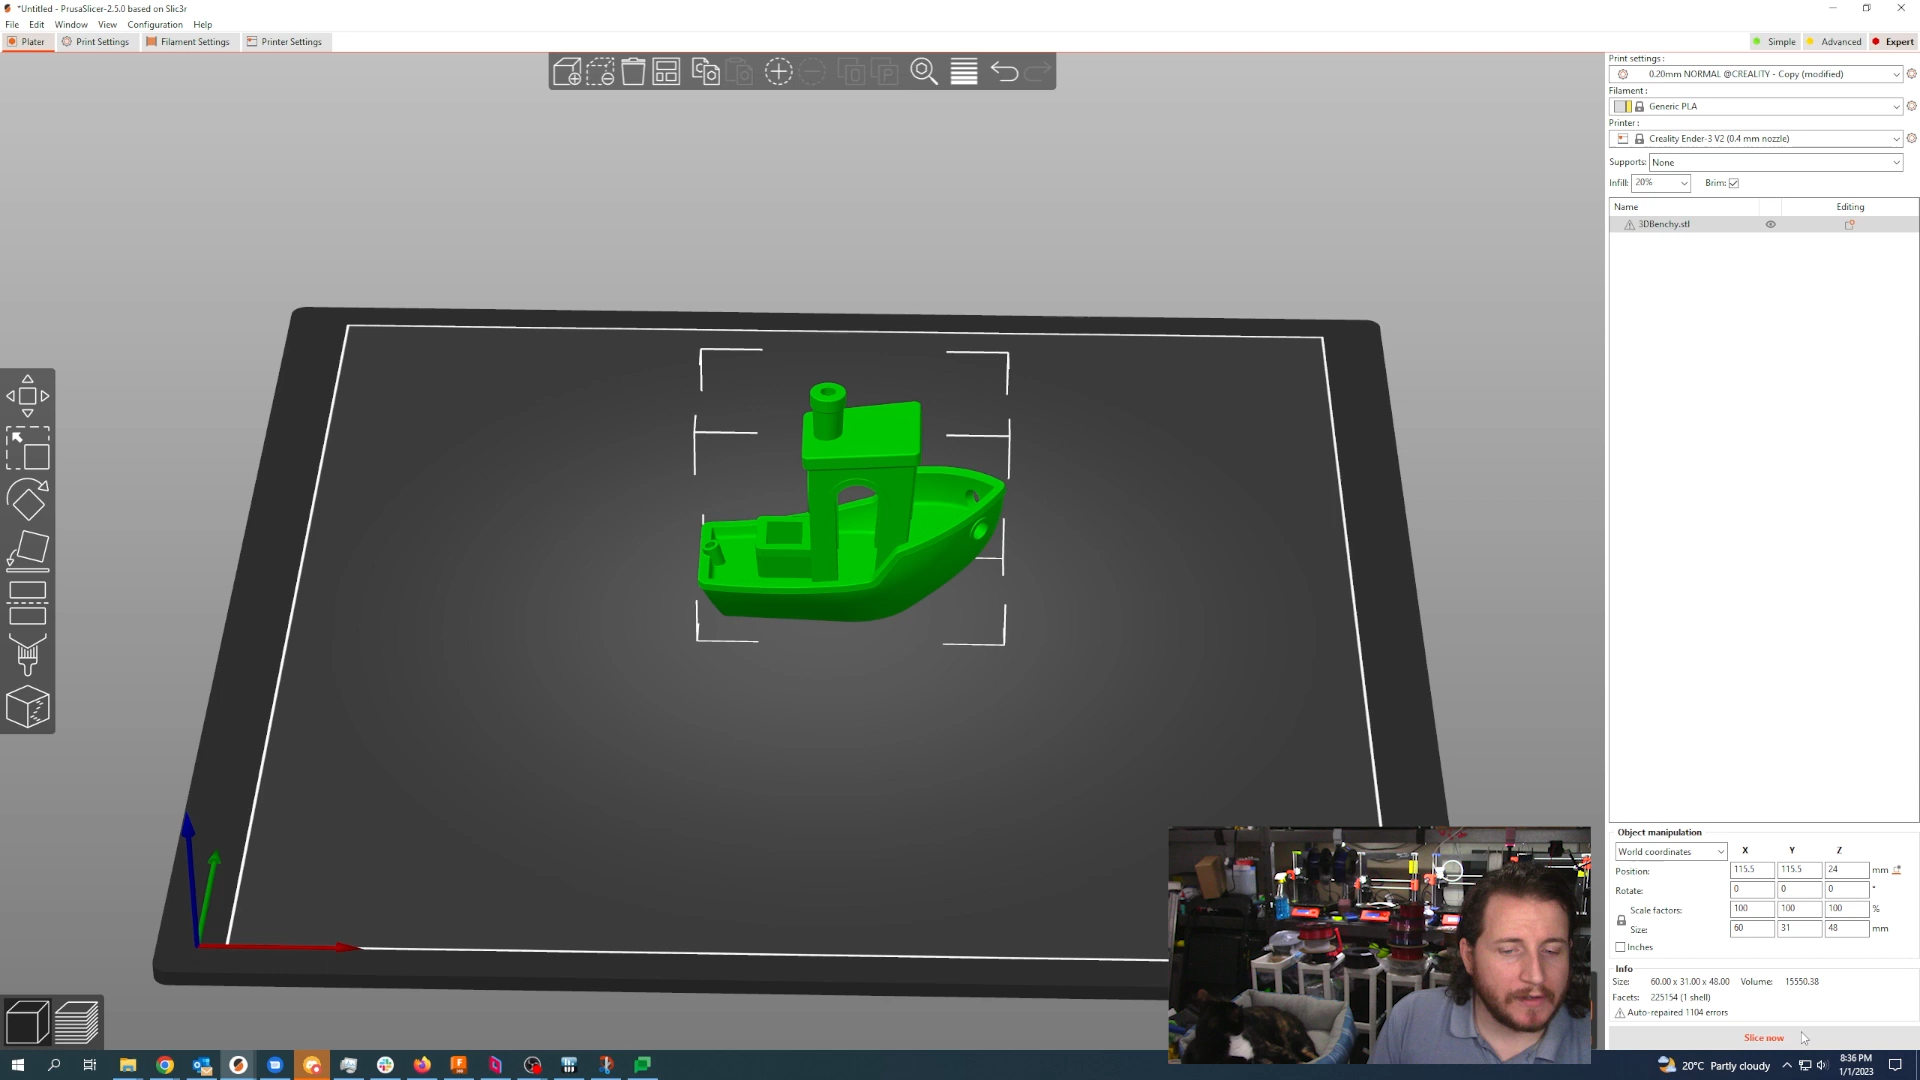 *Untitled - PrusaSlicer-2.5.0 based on Slic3r
File Edit Window View Configuration Help
Plater Print Settings Filament Settings Printer Settings
Simple Advanced Expert
Print settings :
0.20mm NORMAL @CREALITY - Copy (modified)
Filament :
Generic PLA
Printer :
Creality Ender-3 V2 (0.4 mm nozzle)
Supports: None
Infill: 20% Brim:
Name Editing
3DBenchy.stl
Object manipulation
World coordinates X Y Z
Position: 115.5 115.5 24 mm
Rotate: 0 0 0 °
Scale factors: 100 100 100 %
Size: 60 31 48 mm
Inches
Info
Size: 60.00 x 31.00 x 48.00 Volume: 15550.38
Facets: 225154 (1 shell)
Auto-repaired 1104 errors
Slice now
20°C Partly cloudy
8:36 PM
1/1/2023